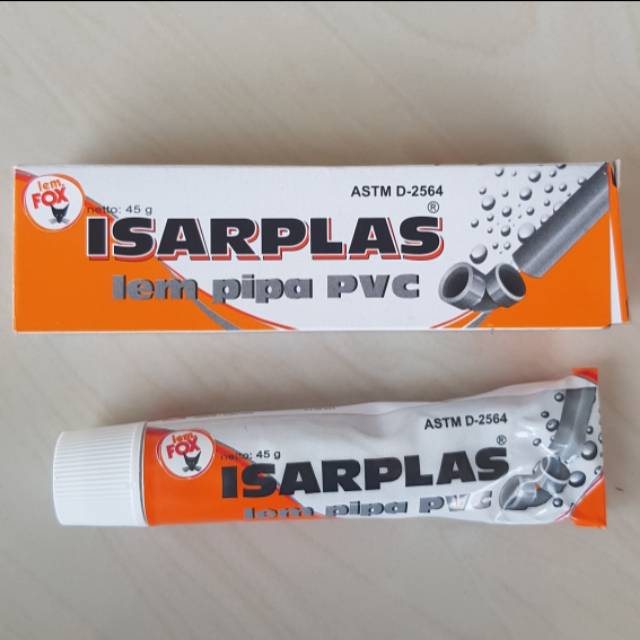 lem
FOX
netto: 45 g
ASTM D-2564
ISARPLAS®
lem pipa PVC
lem
FOX
netto: 45 g
ASTM D-2564
ISARPLAS®
lem pipa PVC